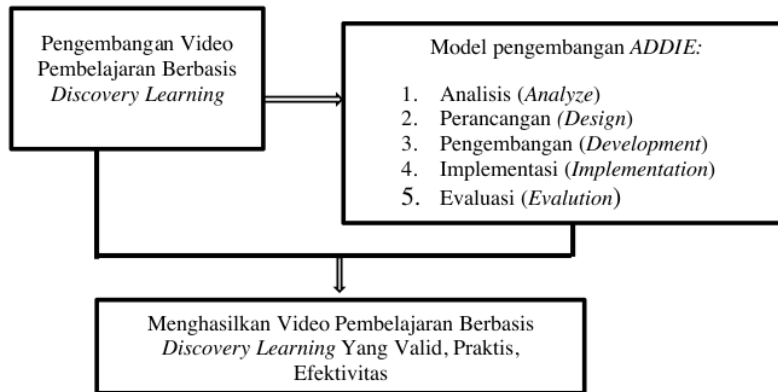 Pengembangan Video
Pembelajaran Berbasis
Discovery Learning
Model pengembangan ADDIE:
1. Analisis (Analyze)
2. Perancangan (Design)
3. Pengembangan (Development)
4. Implementasi (Implementation)
5. Evaluasi (Evalution)
Menghasilkan Video Pembelajaran Berbasis
Discovery Learning Yang Valid, Praktis,
Efektivitas